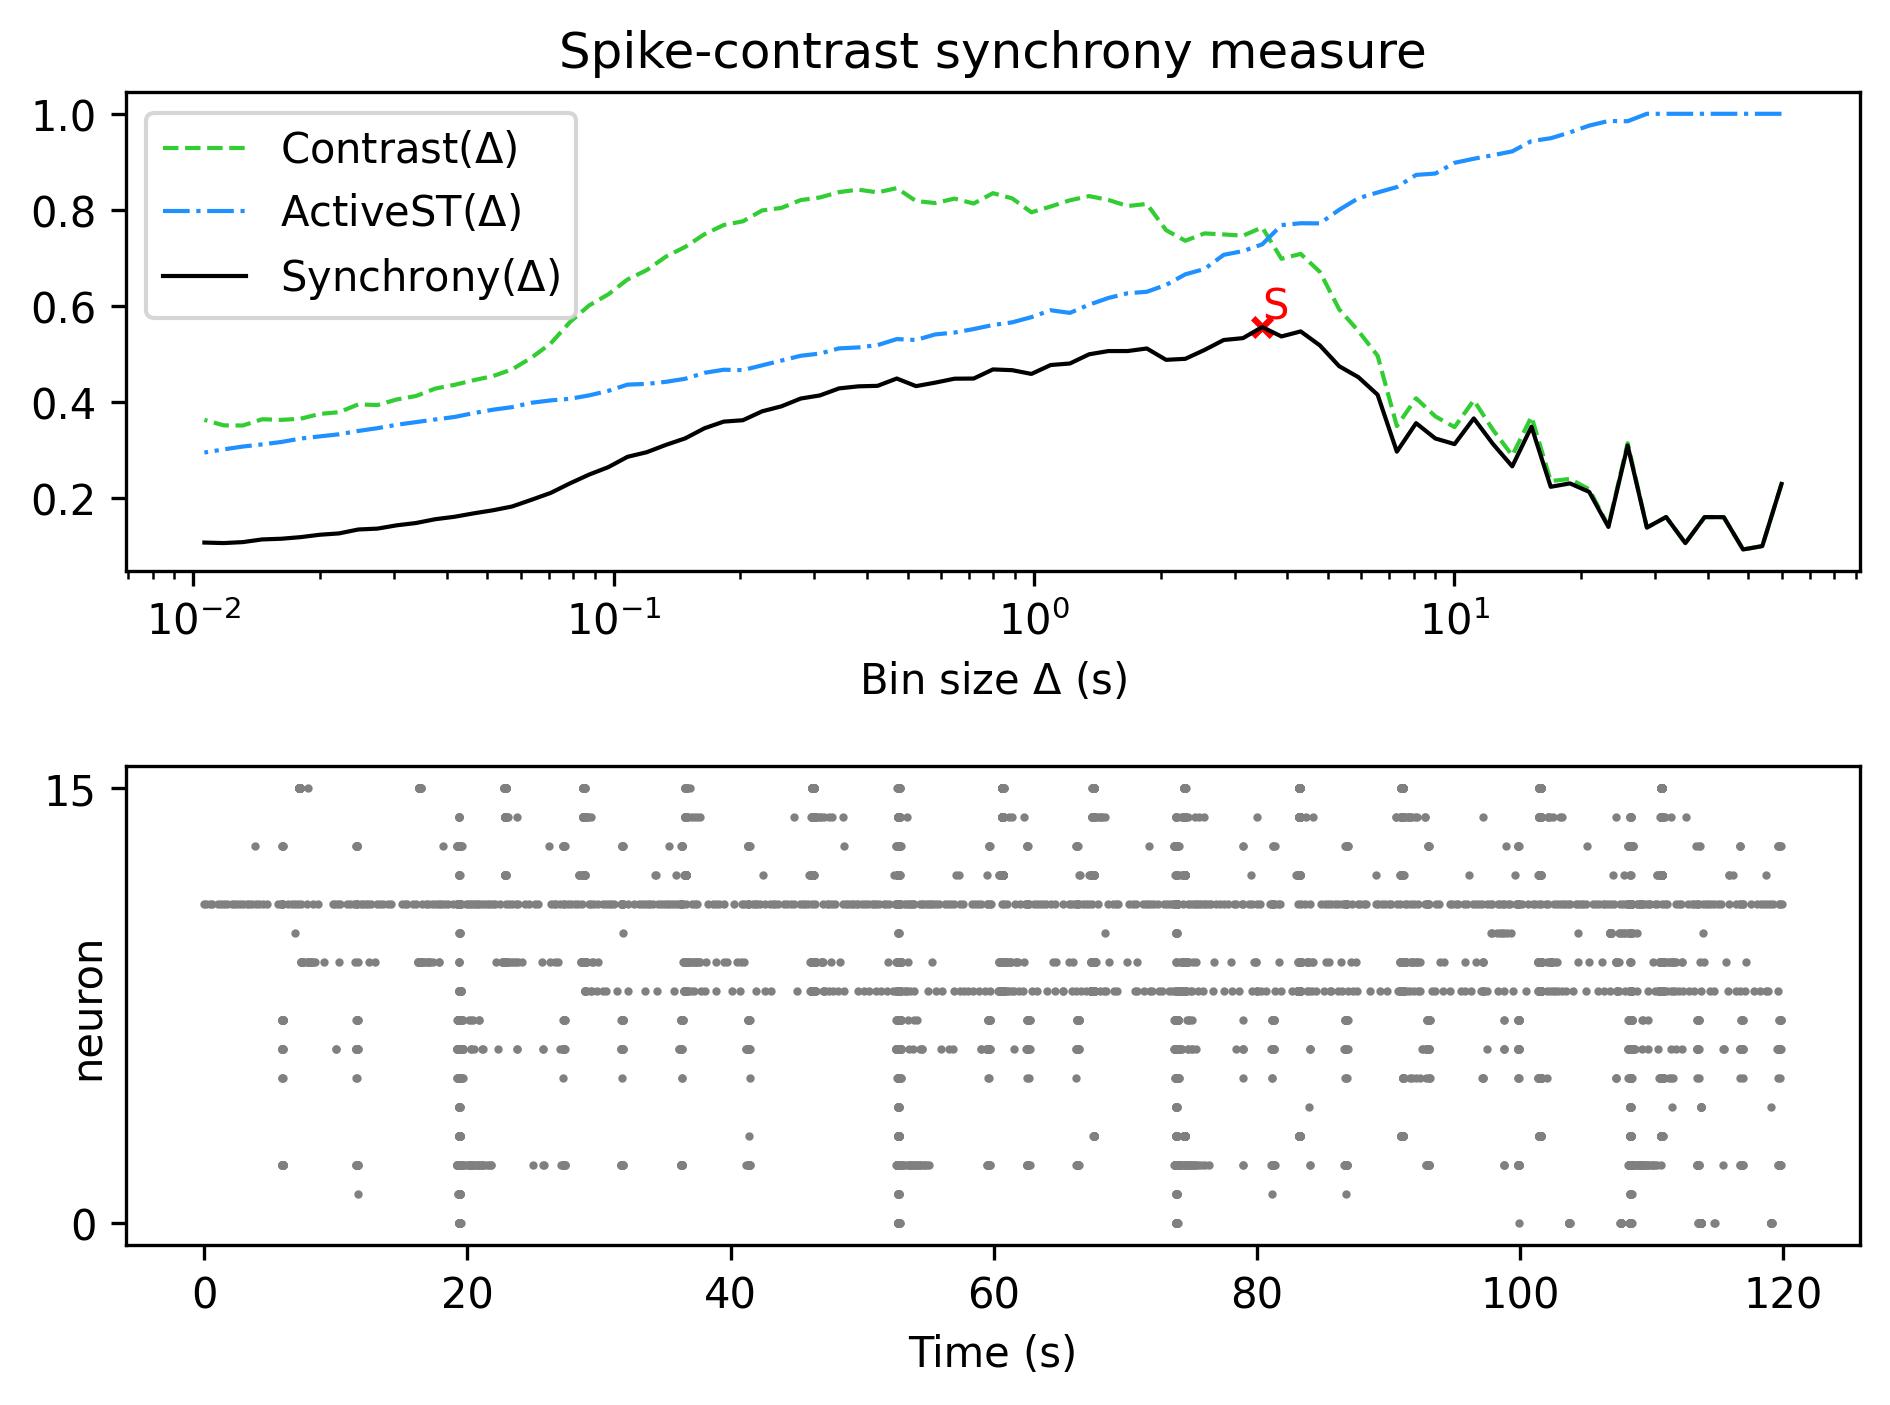 Spike-contrast synchrony measure
1.0
0.8
0.6
0.4
0.2
Contrast(Δ)
ActiveST(Δ)
Synchrony(Δ)
S
10⁻² 10⁻¹ 10⁰ 10¹
Bin size Δ (s)
15
neuron
0
0 20 40 60 80 100 120
Time (s)